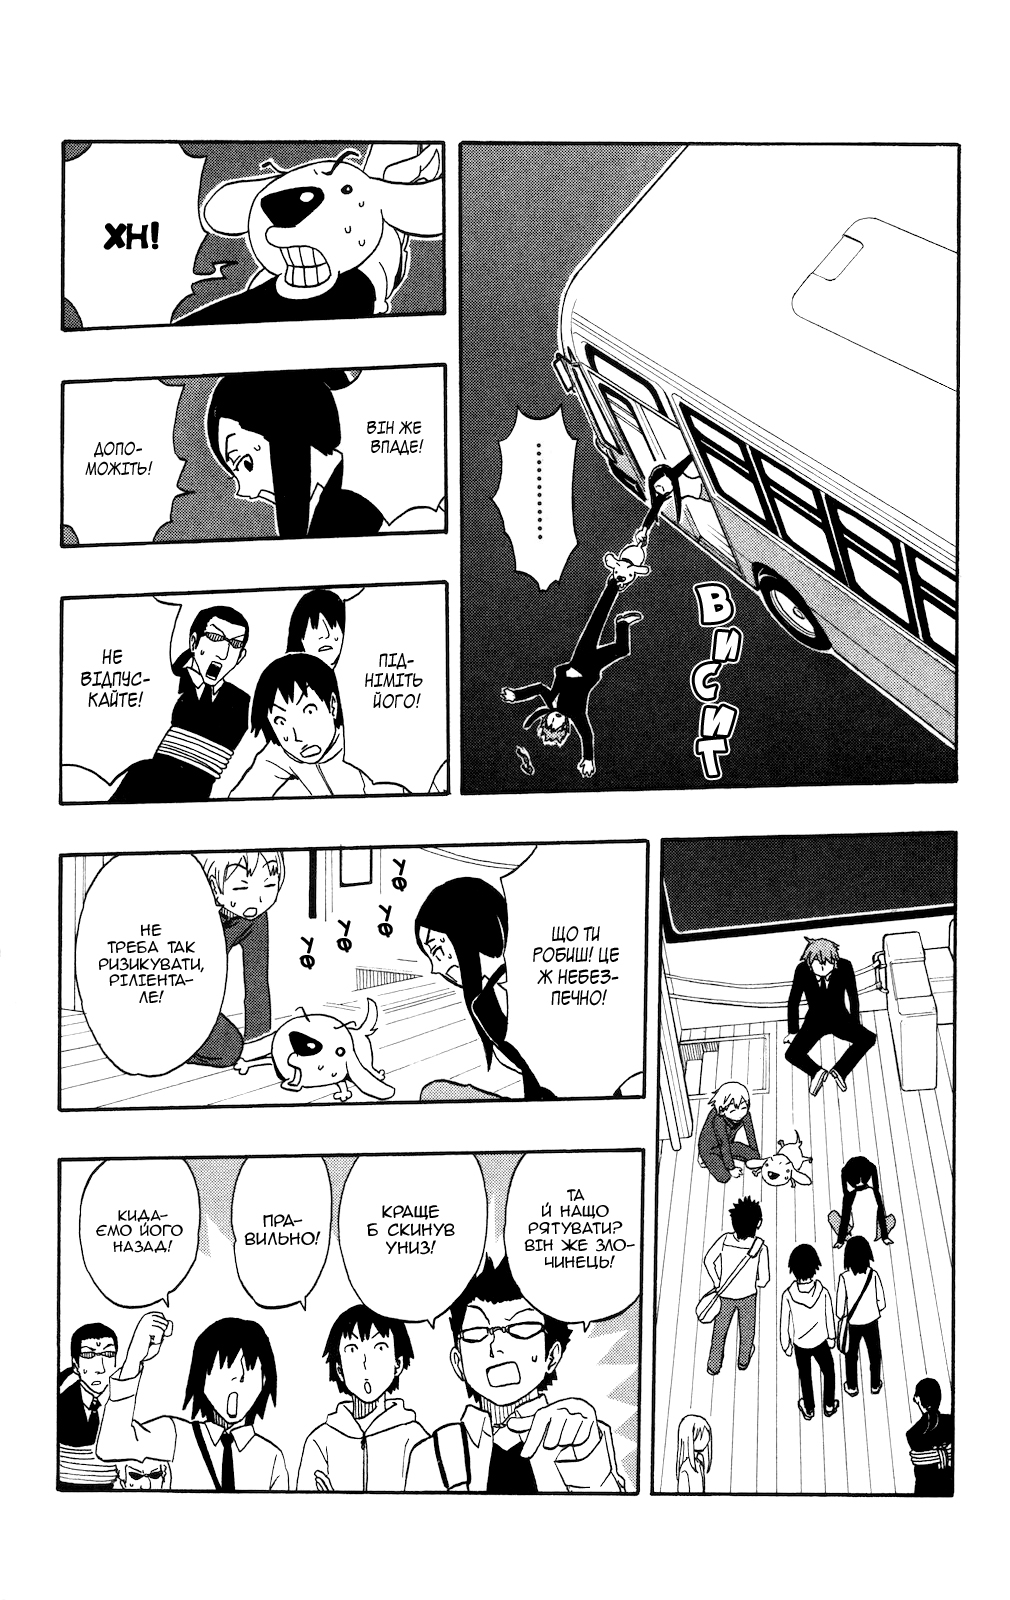 ..........
ВИСИТ
ХН!
ВІН ЖЕ
ВПАДЕ!
ДОПО-
МОЖІТЬ!
ПІД-
НІМІТЬ
ЙОГО!
НЕ
ВІДПУС-
КАЙТЕ!
ЩО ТИ
РОБИШ! ЦЕ
Ж НЕБЕЗ-
ПЕЧНО!
УФ
УФ
УФ
НЕ
ТРЕБА ТАК
РИЗИКУВАТИ,
РІЛІЕНТА-
ЛЕ!
ТА
Й НАЩО
РЯТУВАТИ?
ВІН ЖЕ ЗЛО-
ЧИНЕЦЬ!
КРАЩЕ
Б СКИНУВ
УНИЗ!
ПРА-
ВИЛЬНО!
КИДА-
ЄМО ЙОГО
НАЗАД!